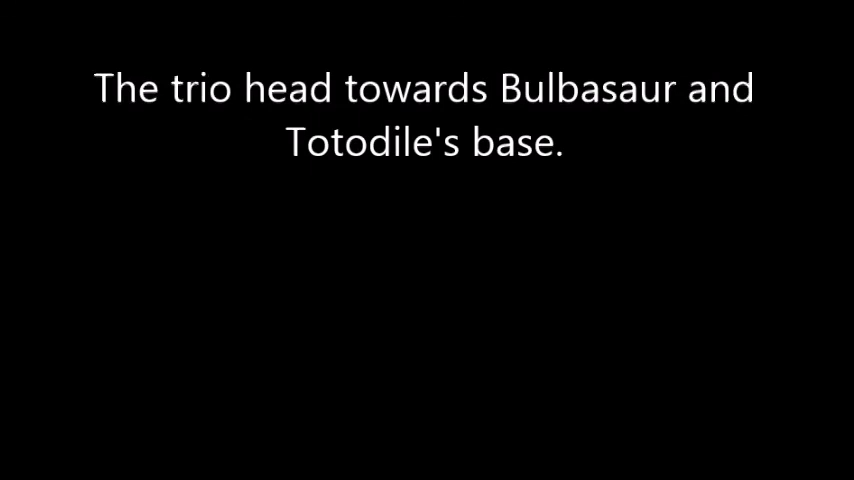 The trio head towards Bulbasaur and
Totodile's base.